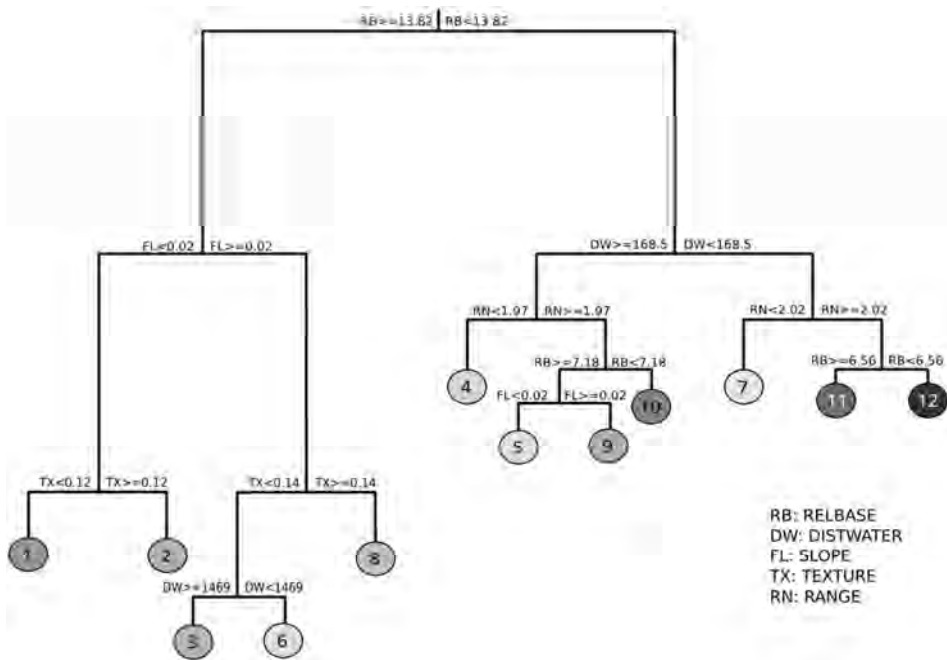 RB>=13.82 RB<13.82
FL<0.02 FL>=0.02
DW>=168.5 DW<168.5
RN<1.97 RN>=1.97
RN<2.02 RN>=2.02
RB>=7.18 RB<7.18
RB>=6.56 RB<6.56
4
7
FL<0.02 FL>=0.02
10
11
12
5
9
TX<0.12 TX>=0.12
TX<0.14 TX>=0.14
1
2
8
DW>=1469 DW<1469
3
6
RB: RELBASE
DW: DISTWATER
FL: SLOPE
TX: TEXTURE
RN: RANGE